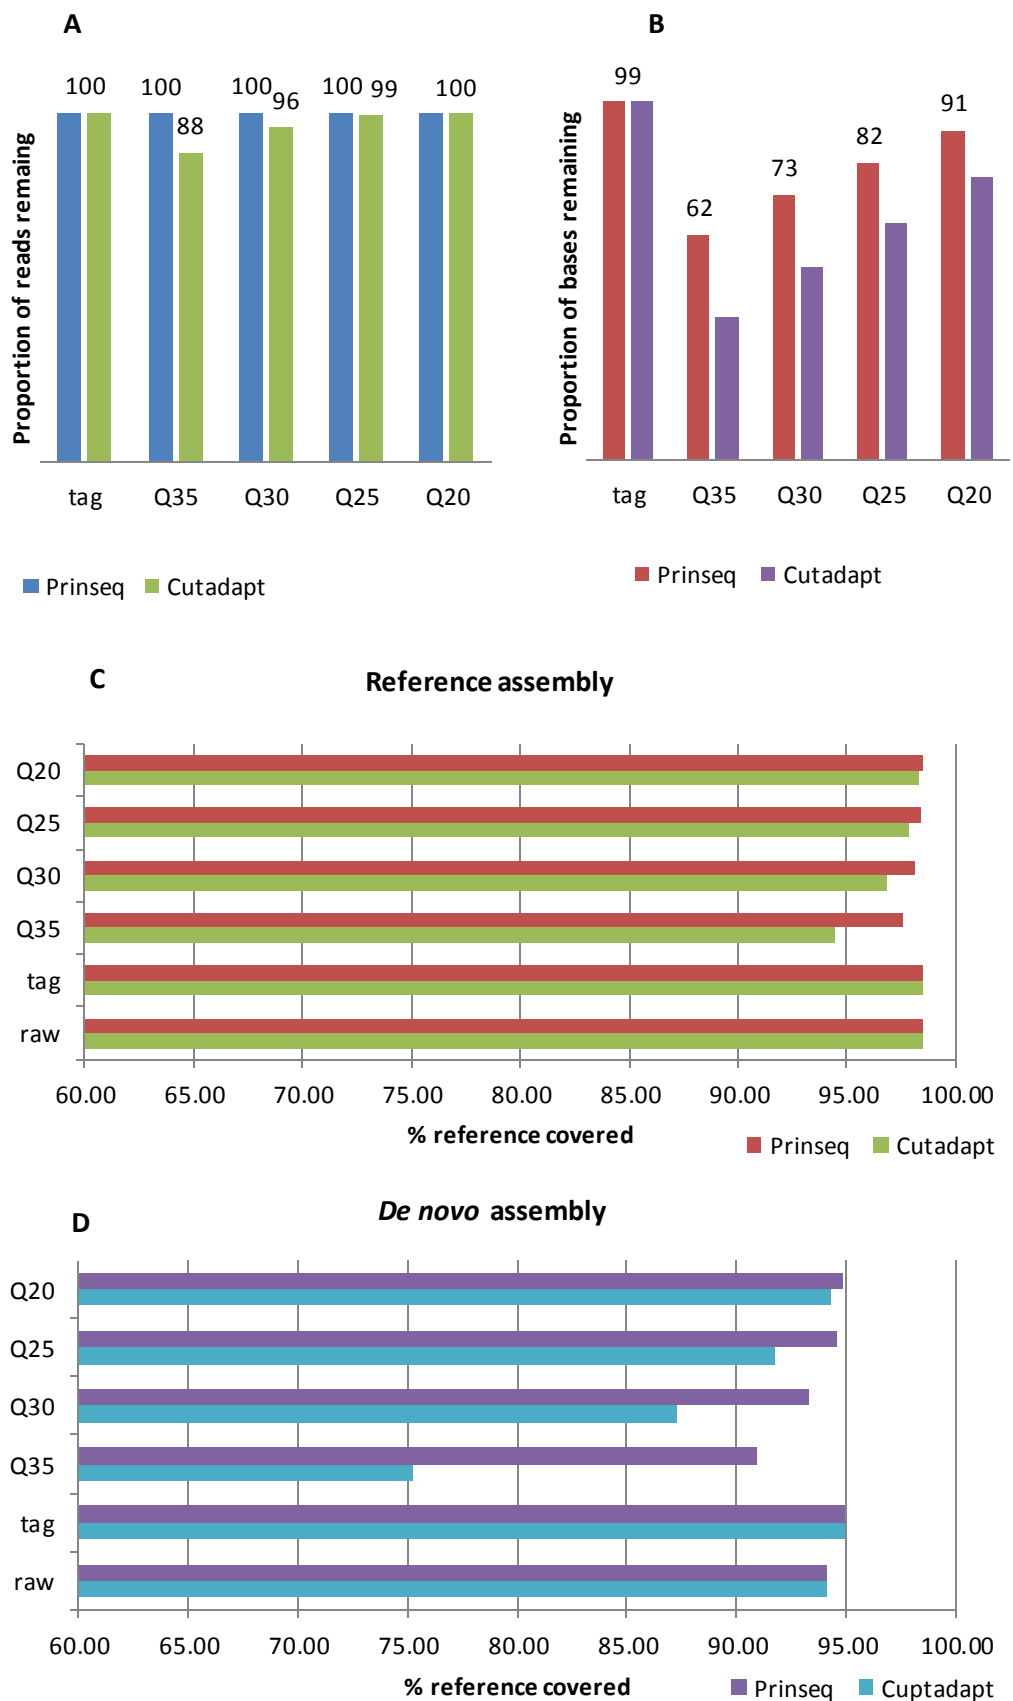 A
100 100 88 100 96 100 99 100
Proportion of reads remaining
tag Q35 Q30 Q25 Q20
Prinseq Cutadapt
B
99 62 73 82 91
Proportion of bases remaining
tag Q35 Q30 Q25 Q20
Prinseq Cutadapt
C
Reference assembly
Q20
Q25
Q30
Q35
tag
raw
60.00 65.00 70.00 75.00 80.00 85.00 90.00 95.00 100.00
% reference covered
Prinseq Cutadapt
D
De novo assembly
Q20
Q25
Q30
Q35
tag
raw
60.00 65.00 70.00 75.00 80.00 85.00 90.00 95.00 100.00
% reference covered
Prinseq Cuptadapt